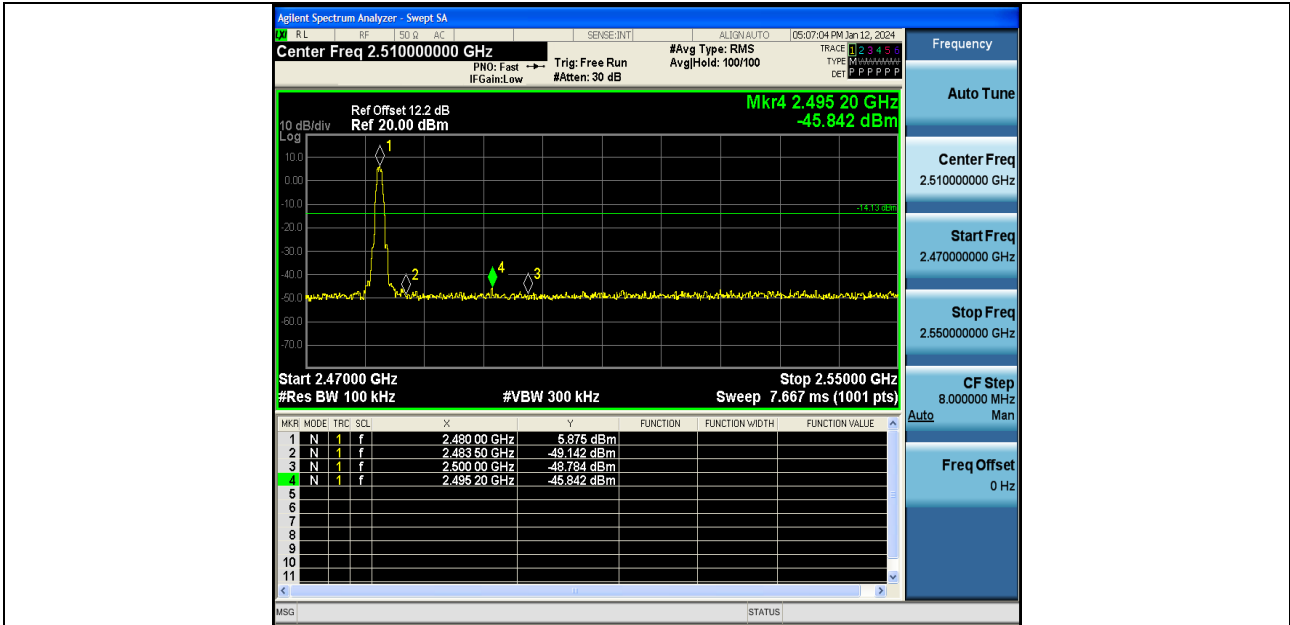 Agilent Spectrum Analyzer - Swept SA
R L RF 50 Ω AC SENSE:INT ALIGN AUTO 05:07:04 PM Jan 12, 2024
Center Freq 2.510000000 GHz
PNO: Fast
IFGain:Low
Trig: Free Run
#Atten: 30 dB
#Avg Type: RMS
Avg|Hold: 100/100
TRACE 1 2 3 4 5 6
TYPE M
DET P P P P P P
Mkr4 2.495 20 GHz
-45.842 dBm
Ref Offset 12.2 dB
10 dB/div Ref 20.00 dBm
Log
10.0
0.00
-10.0
-20.0
-30.0
-40.0
-50.0
-60.0
-70.0
1
2
4
3
-14.13 dBm
Start 2.47000 GHz Stop 2.55000 GHz
#Res BW 100 kHz #VBW 300 kHz Sweep 7.667 ms (1001 pts)
MKR MODE TRC SCL X Y FUNCTION FUNCTION WIDTH FUNCTION VALUE
1 N 1 f 2.480 00 GHz 5.875 dBm
2 N 1 f 2.483 50 GHz -49.142 dBm
3 N 1 f 2.500 00 GHz -48.784 dBm
4 N 1 f 2.495 20 GHz -45.842 dBm
5
6
7
8
9
10
11
MSG STATUS
Frequency
Auto Tune
Center Freq
2.510000000 GHz
Start Freq
2.470000000 GHz
Stop Freq
2.550000000 GHz
CF Step
8.000000 MHz
Auto Man
Freq Offset
0 Hz